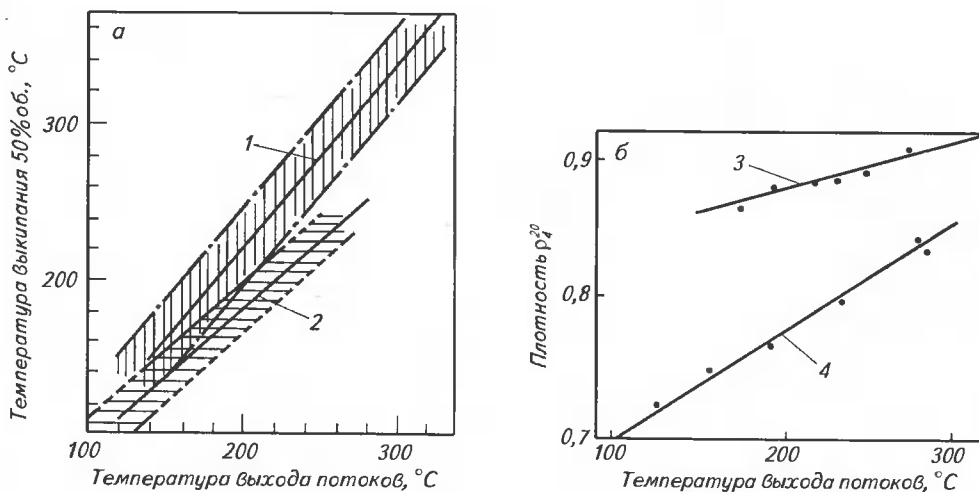 Температура выкипания 50% об., °С
а
300
200
1
2
100
200
300
Температура выхода потоков, °С
Плотность ρ₄²⁰
б
0,9
0,8
0,7
3
4
100
200
300
Температура выхода потоков, °С